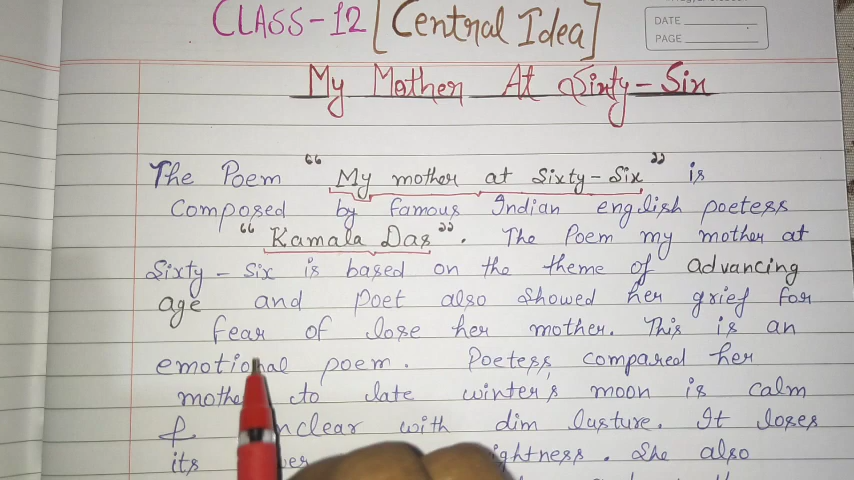 CLASS-12 [Central Idea]
DATE
PAGE
My Mother At Sixty-Six
The Poem "My mother at Sixty-Six" is
Composed by famous Indian english poetess
"Kamala Das". The Poem my mother at
Sixty-Six is based on the theme of advancing
age and Poet also Showed her grief for
fear of lose her mother. This is an
emotional poem. Poetess compared her
to late winter's moon is calm
& with dim lusture. It loses
its . She also